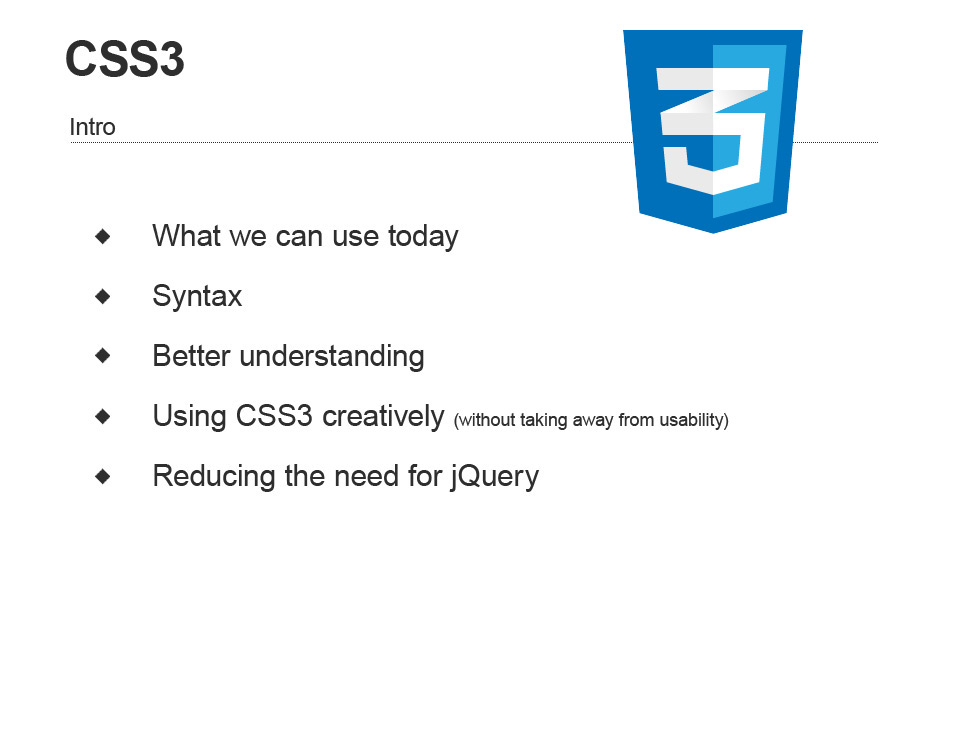 CSS3
Intro
What we can use today
Syntax
Better understanding
Using CSS3 creatively (without taking away from usability)
Reducing the need for jQuery
3